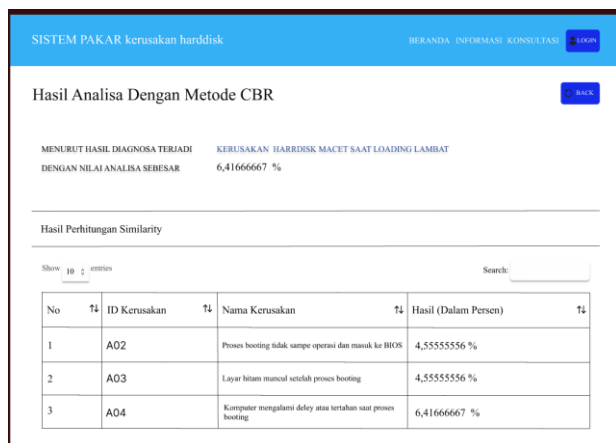 SISTEM PAKAR kerusakan harddisk BERANDA INFORMASI KONSULTASI LOGIN
Hasil Analisa Dengan Metode CBR BACK
MENURUT HASIL DIAGNOSA TERJADI KERUSAKAN HARRDISK MACET SAAT LOADING LAMBAT
DENGAN NILAI ANALISA SEBESAR 6,41666667 %
Hasil Perhitungan Similarity
Show 10 entries Search:
No ID Kerusakan Nama Kerusakan Hasil (Dalam Persen)
1 A02 Proses booting tidak sampe operasi dan masuk ke BIOS 4,55555556 %
2 A03 Layar hitam muncul setelah proses booting 4,55555556 %
3 A04 Komputer mengalami deley atau tertahan saat proses
booting 6,41666667 %